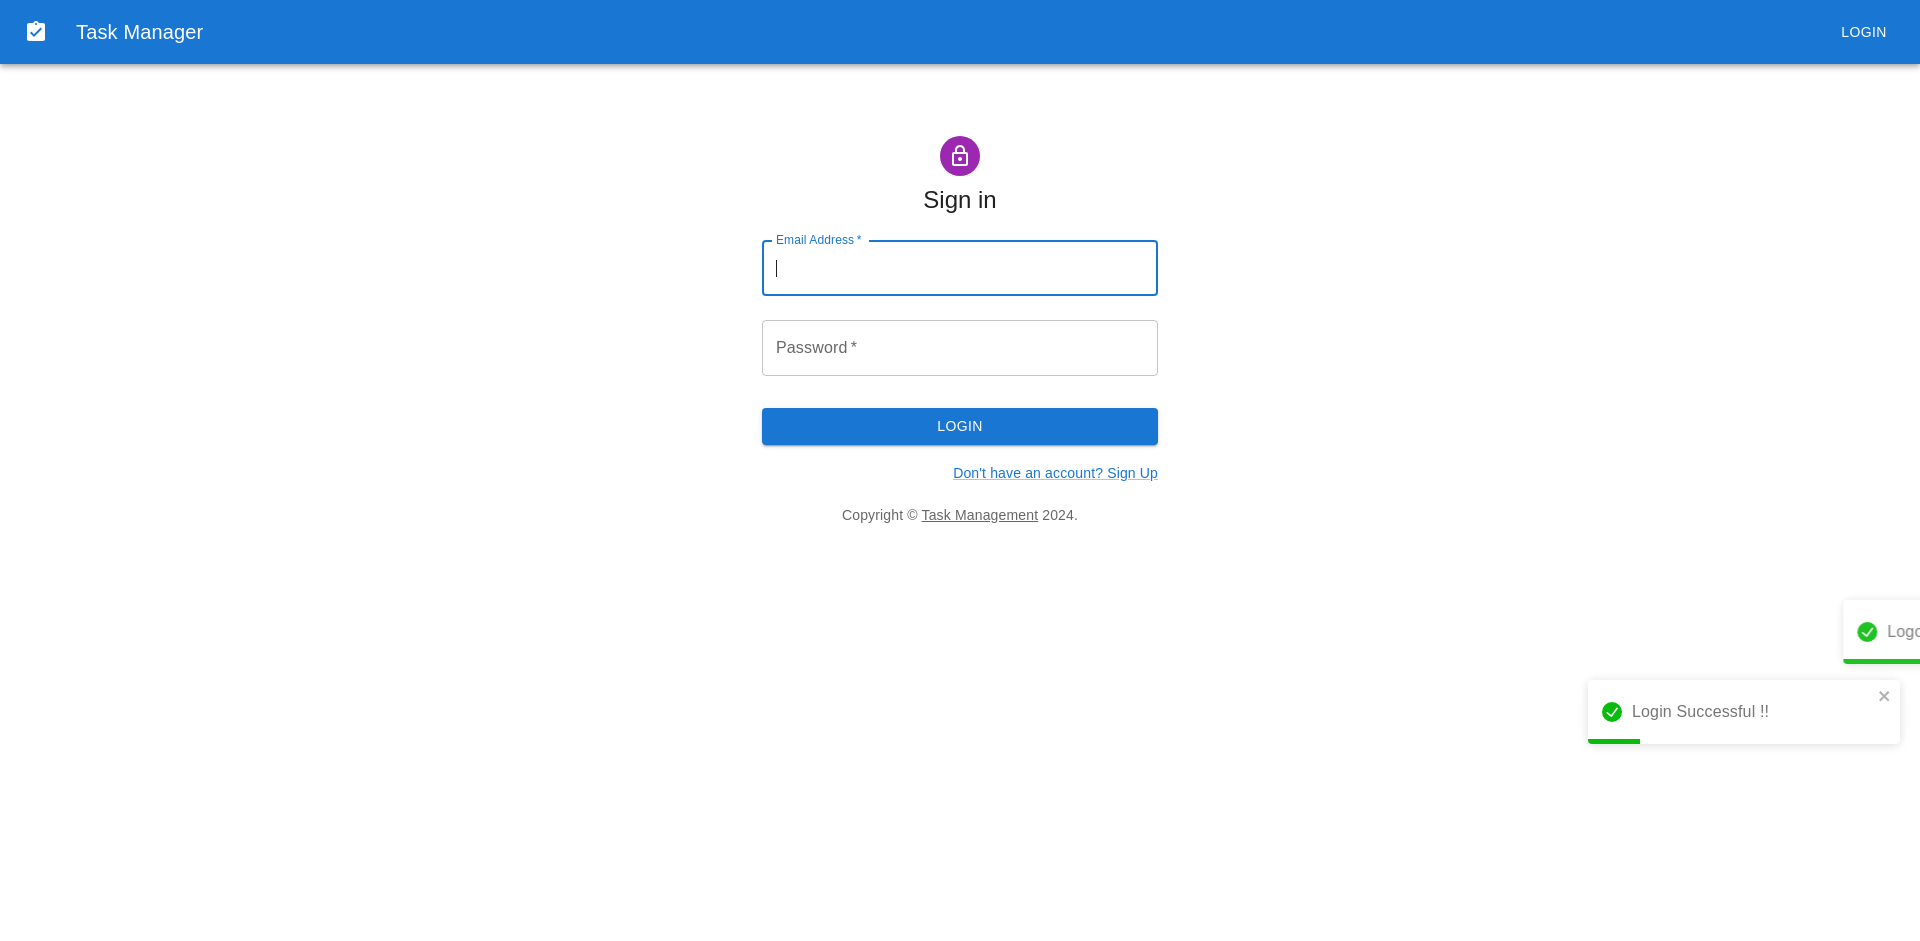 Task Manager
LOGIN
Sign in
Email Address *
Password *
LOGIN
Don't have an account? Sign Up
Copyright © Task Management 2024.
Login Successful !!